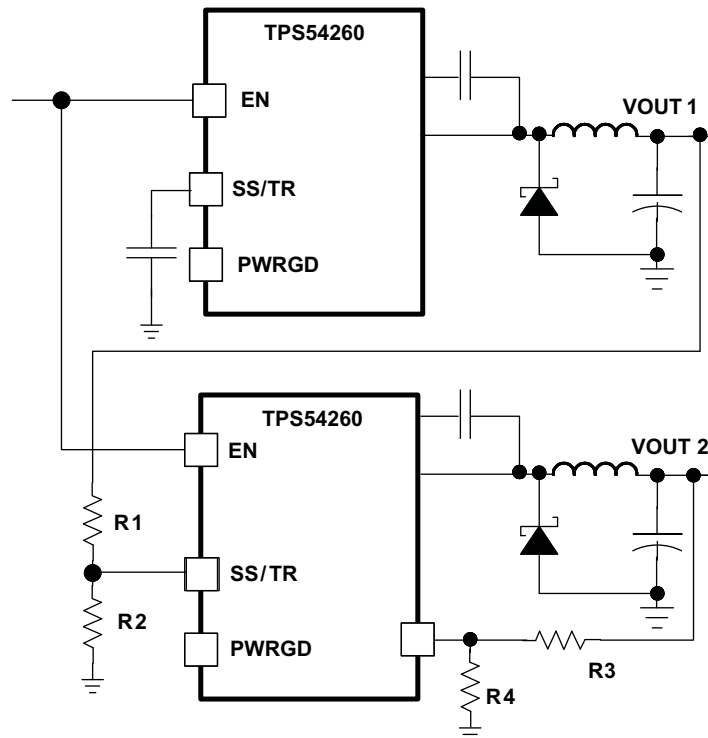 TPS54260
EN
VOUT 1
SS/TR
PWRGD
TPS54260
EN
VOUT 2
R1
SS/TR
R2
PWRGD
R3
R4